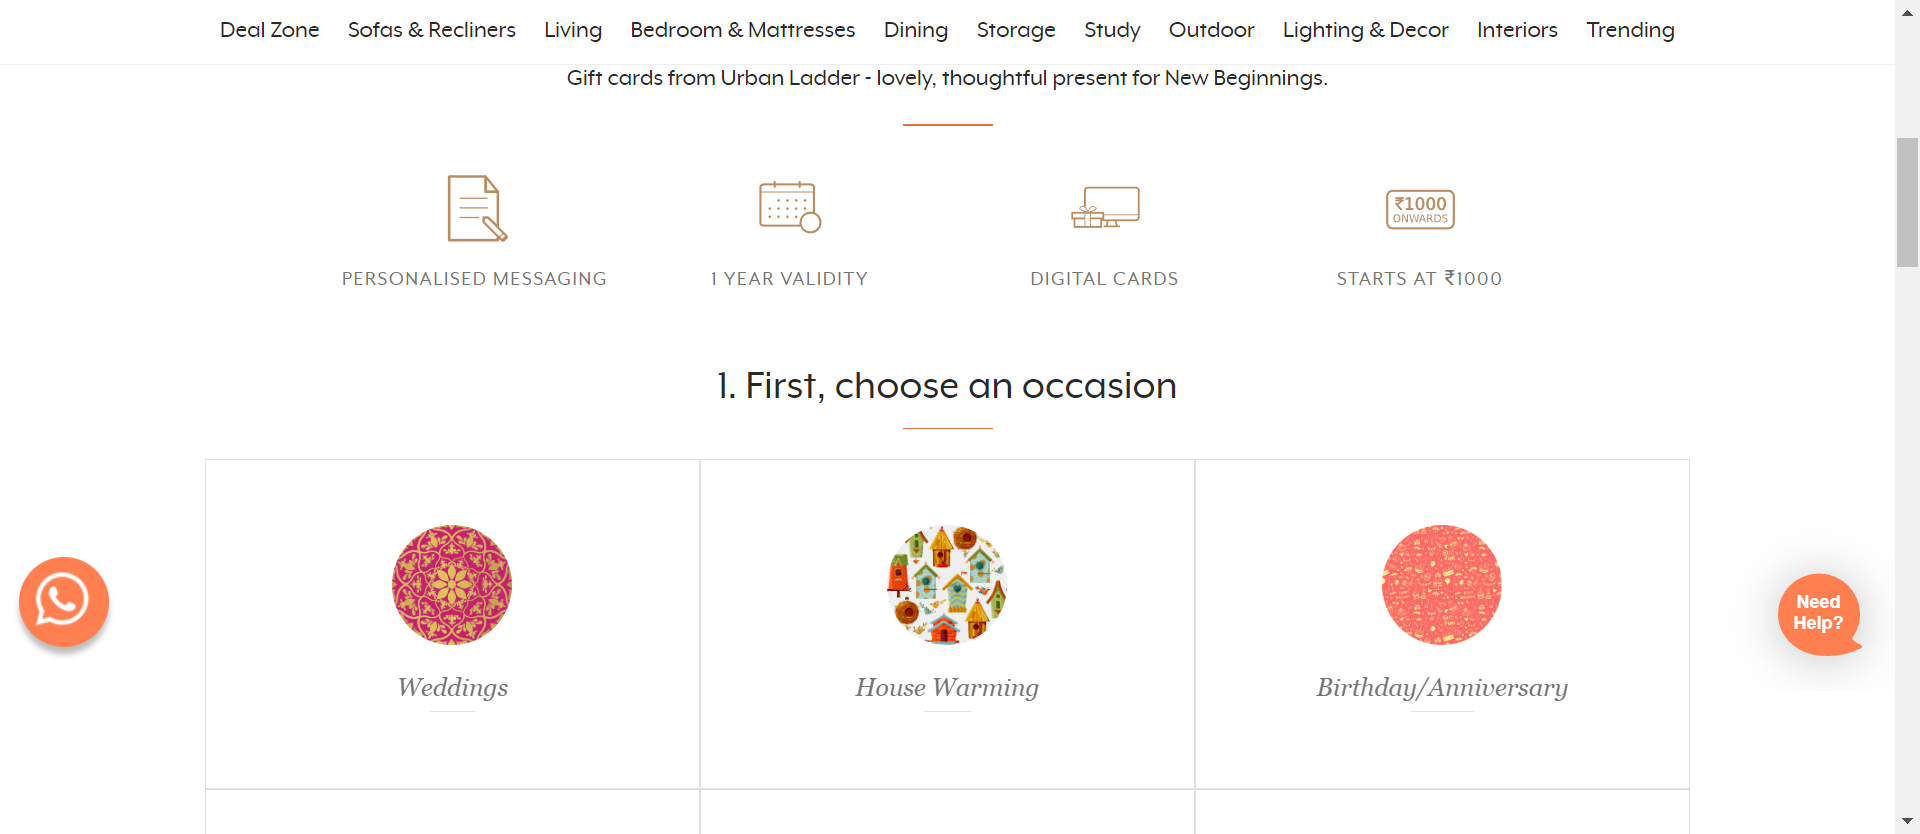 Deal Zone Sofas & Recliners Living Bedroom & Mattresses Dining Storage Study Outdoor Lighting & Decor Interiors Trending
Gift cards from Urban Ladder - lovely, thoughtful present for New Beginnings.
₹1000
ONWARDS
PERSONALISED MESSAGING 1 YEAR VALIDITY DIGITAL CARDS STARTS AT ₹1000
1. First, choose an occasion
Need
Help?
Weddings House Warming Birthday/Anniversary